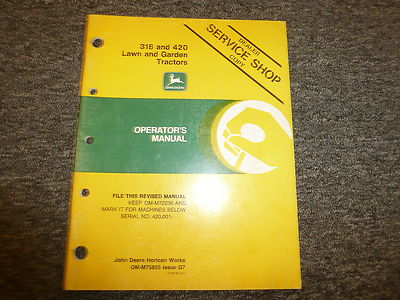 318 and 420
Lawn and Garden
Tractors
DEALER
SERVICE SHOP
COPY
JOHN DEERE
OPERATOR'S
MANUAL
FILE THIS REVISED MANUAL
KEEP OM-M72236 AND
MARK IT FOR MACHINES BELOW
SERIAL NO. 420,001-
John Deere Horicon Works
OM-M75855 Issue G7